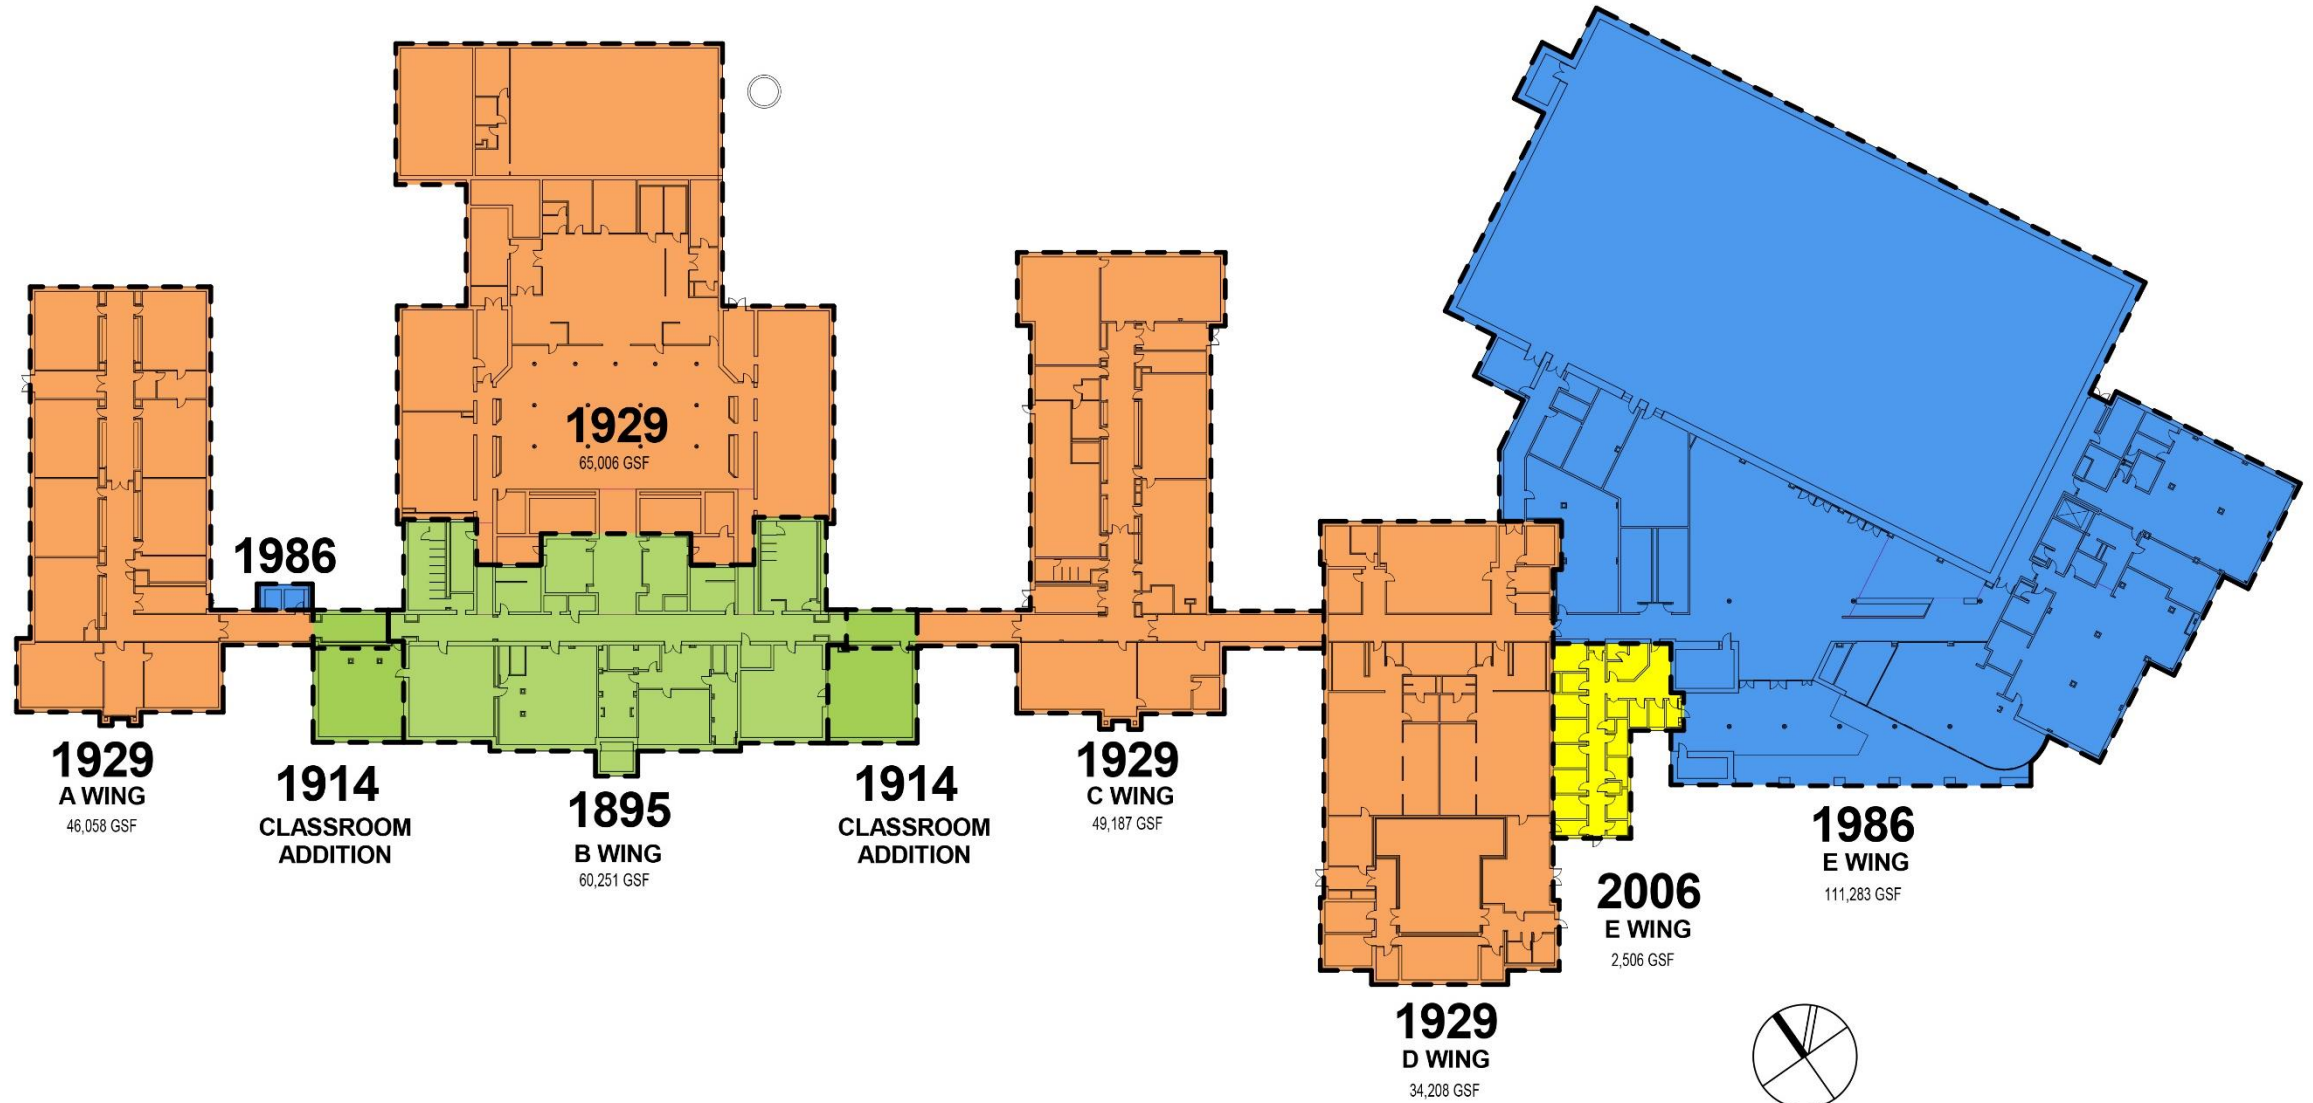 1929
65,006 GSF
1986
1929
A WING
46,058 GSF
1914
CLASSROOM
ADDITION
1895
B WING
60,251 GSF
1914
CLASSROOM
ADDITION
1929
C WING
49,187 GSF
1929
D WING
34,208 GSF
2006
E WING
2,506 GSF
1986
E WING
111,283 GSF